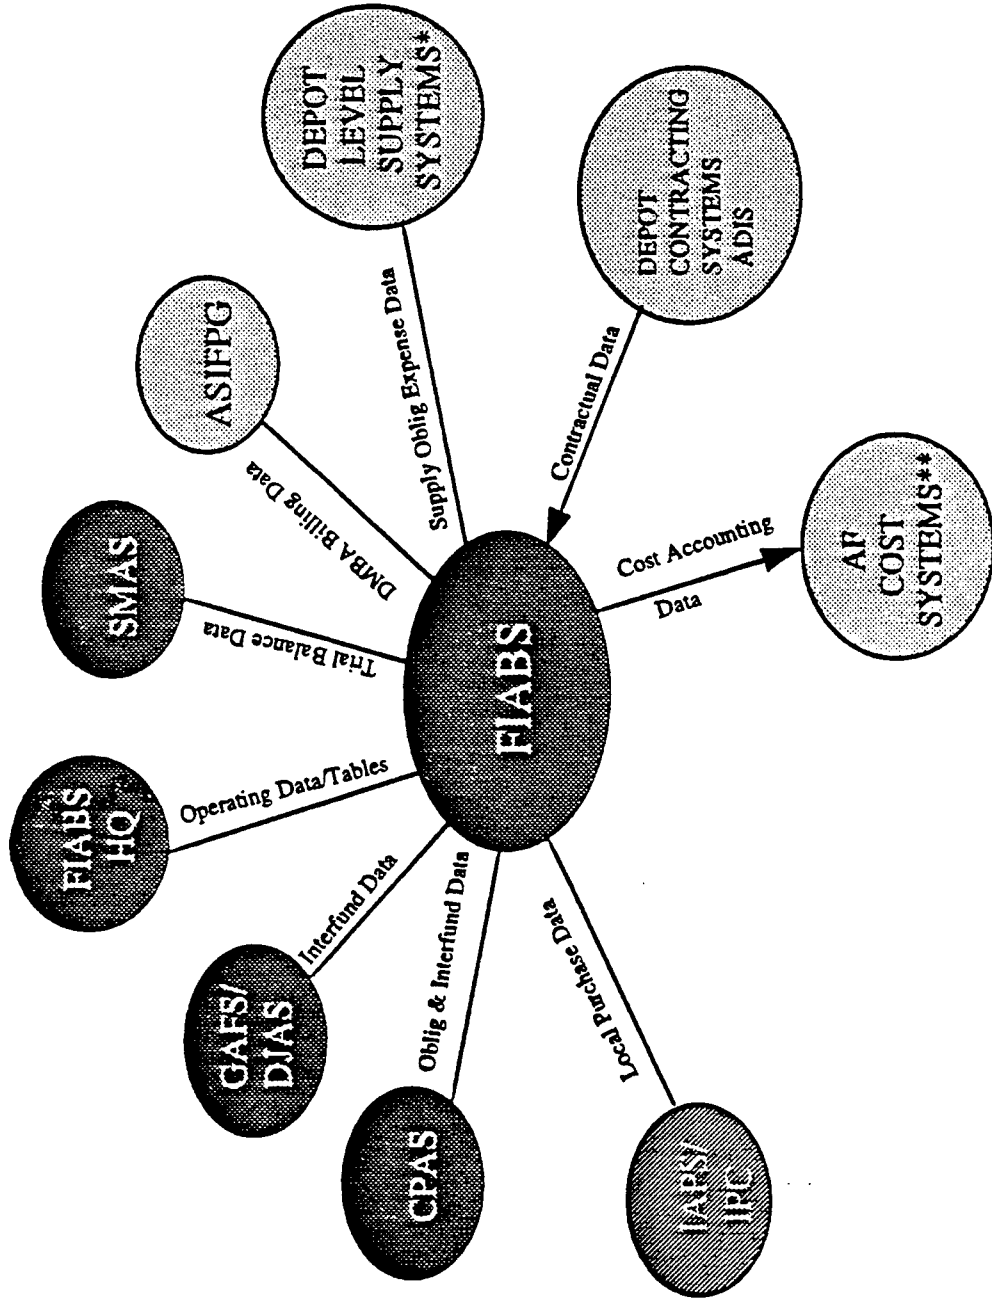 FIABS
HQ
SMAS
ASIFPG
GAFS/
DJAS
DEPOT
LEVEL
SUPPLY
SYSTEMS*
Operating Data/Tables
Trial Balance Data
DMBA Billing Data
Interfund Data
Supply Oblig Expense Data
CPAS
Oblig & Interfund Data
FIABS
Contractual Data
DEPOT
CONTRACTING
SYSTEMS
ADIS
Local Purchase Data
Cost Accounting
Data
IAPS/
IPC
AF
COST
SYSTEMS**